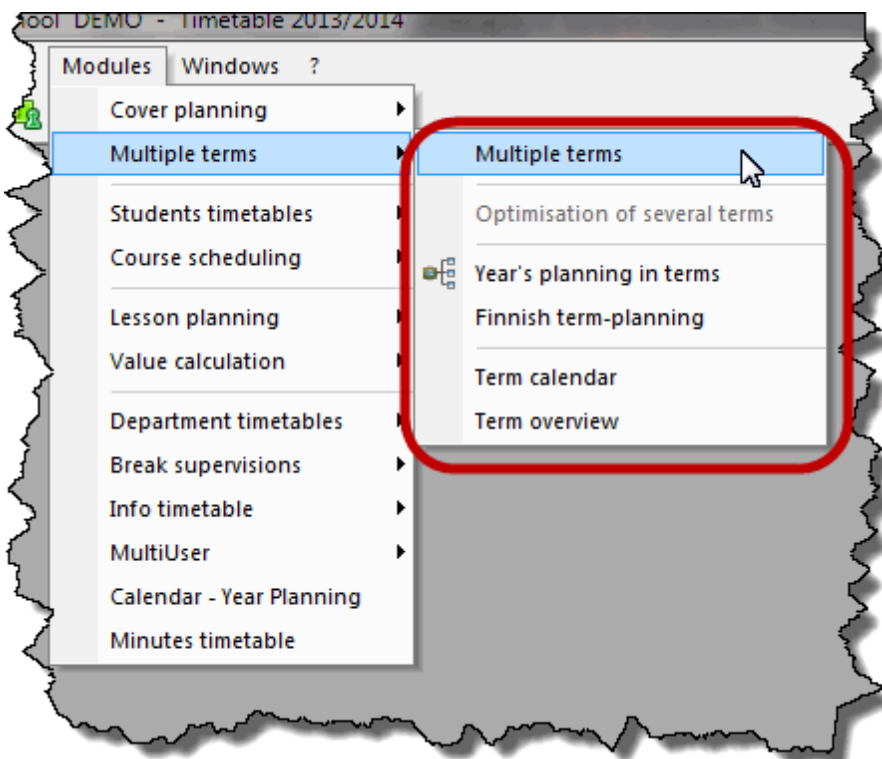 DEMO - Timetable 2013/2014
Modules Windows ?
Cover planning
Multiple terms
Students timetables
Course scheduling
Lesson planning
Value calculation
Department timetables
Break supervisions
Info timetable
MultiUser
Calendar - Year Planning
Minutes timetable
Multiple terms
Optimisation of several terms
Year's planning in terms
Finnish term-planning
Term calendar
Term overview